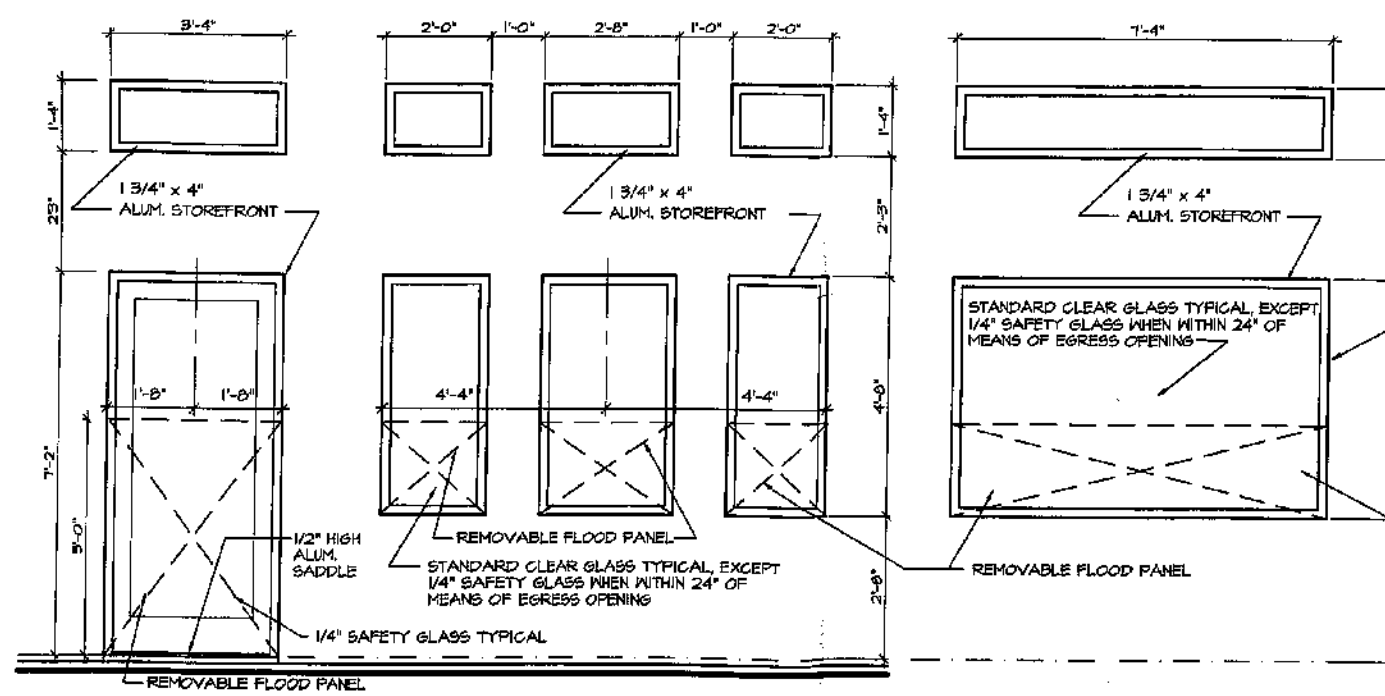 3'-4"
2'-0"
1'-0"
2'-8"
1'-0"
2'-0"
7'-4"
1'-4"
1'-4"
1 3/4" x 4"
ALUM. STOREFRONT
1 3/4" x 4"
ALUM. STOREFRONT
1 3/4" x 4"
ALUM. STOREFRONT
2'-3"
STANDARD CLEAR GLASS TYPICAL, EXCEPT
1/4" SAFETY GLASS WHEN WITHIN 24" OF
MEANS OF EGRESS OPENING
1'-8"
1'-8"
4'-4"
4'-4"
4'-8"
7'-2"
1/2" HIGH
ALUM.
SADDLE
REMOVABLE FLOOD PANEL
STANDARD CLEAR GLASS TYPICAL, EXCEPT
1/4" SAFETY GLASS WHEN WITHIN 24" OF
MEANS OF EGRESS OPENING
REMOVABLE FLOOD PANEL
2'-8"
1/4" SAFETY GLASS TYPICAL
REMOVABLE FLOOD PANEL